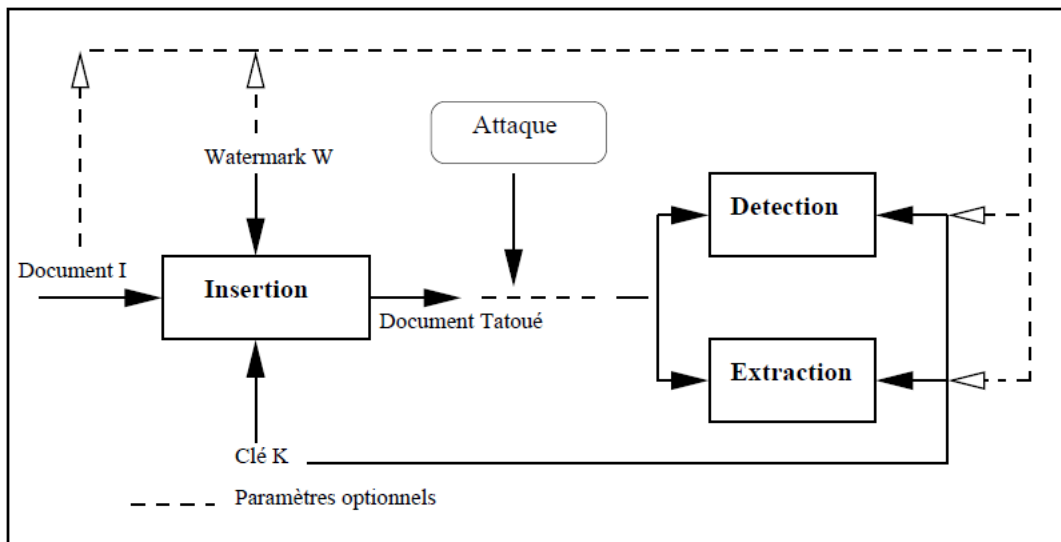 Attaque
Watermark W
Detection
Document I
Insertion
Document Tatoué
Extraction
Clé K
Paramètres optionnels